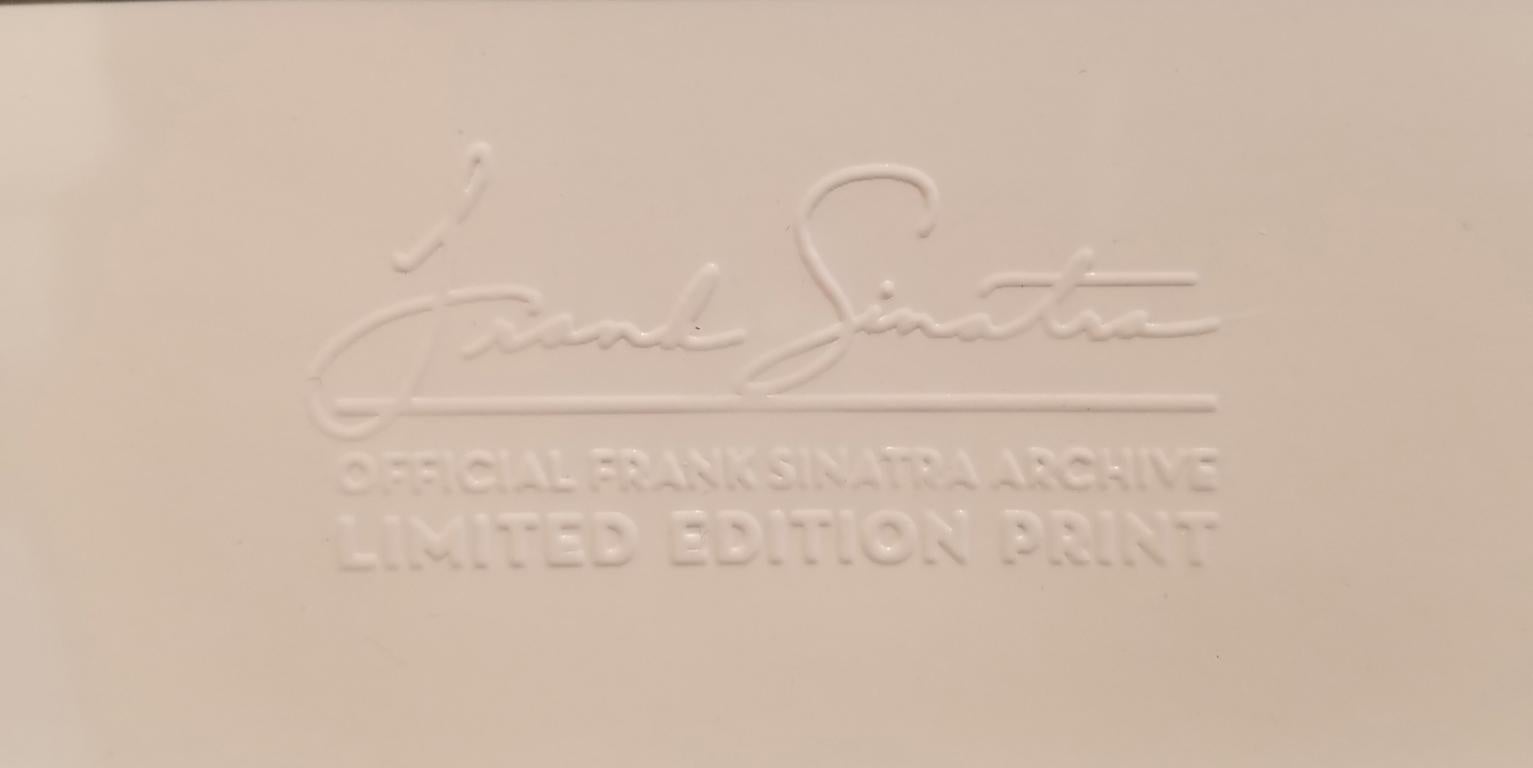 Frank Sinatra
OFFICIAL FRANK SINATRA ARCHIVE
LIMITED EDITION PRINT